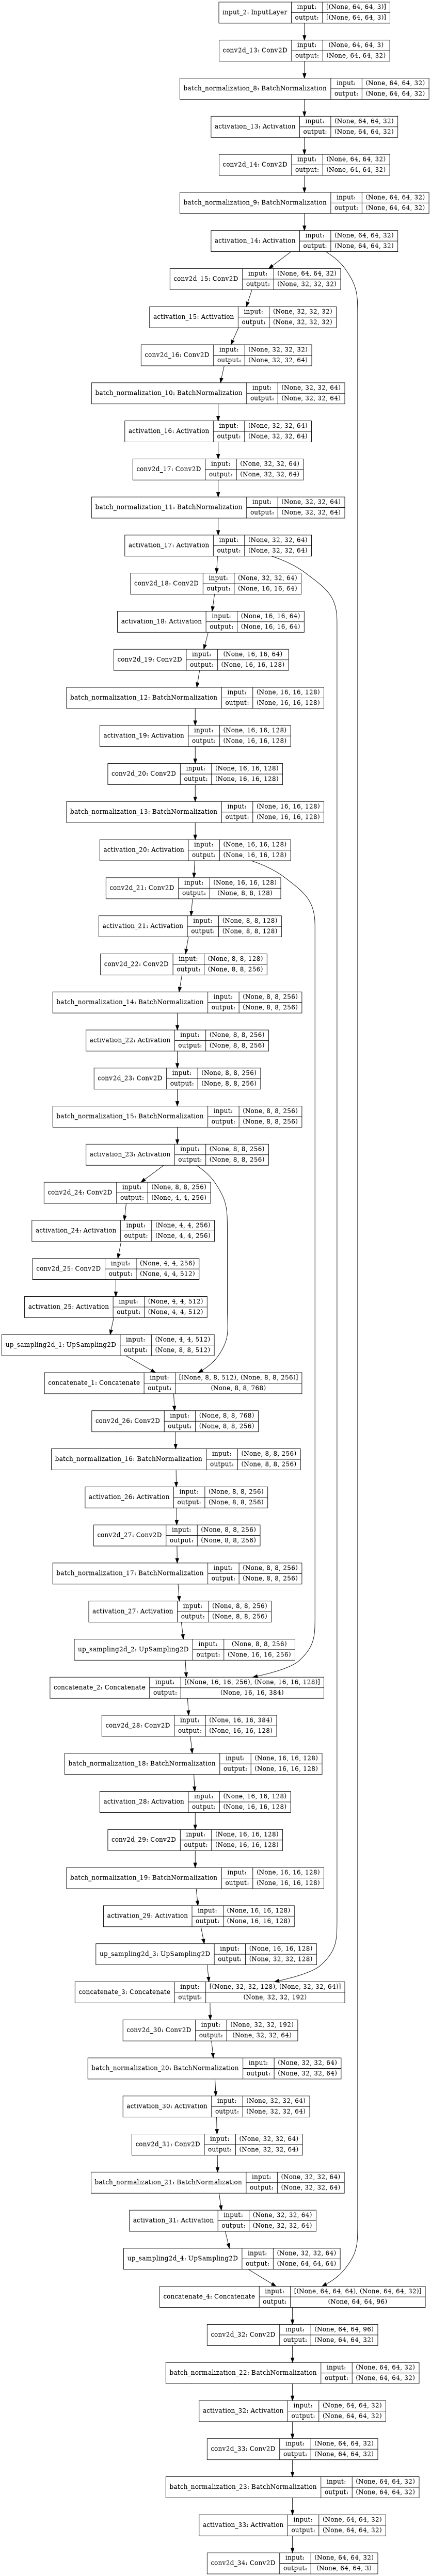 input_2: InputLayer
input: [(None, 64, 64, 3)]
output: [(None, 64, 64, 3)]
conv2d_13: Conv2D
input: (None, 64, 64, 3)
output: (None, 64, 64, 32)
batch_normalization_8: BatchNormalization
input: (None, 64, 64, 32)
output: (None, 64, 64, 32)
activation_13: Activation
input: (None, 64, 64, 32)
output: (None, 64, 64, 32)
conv2d_14: Conv2D
input: (None, 64, 64, 32)
output: (None, 64, 64, 32)
batch_normalization_9: BatchNormalization
input: (None, 64, 64, 32)
output: (None, 64, 64, 32)
activation_14: Activation
input: (None, 64, 64, 32)
output: (None, 64, 64, 32)
conv2d_15: Conv2D
input: (None, 64, 64, 32)
output: (None, 32, 32, 32)
activation_15: Activation
input: (None, 32, 32, 32)
output: (None, 32, 32, 32)
conv2d_16: Conv2D
input: (None, 32, 32, 32)
output: (None, 32, 32, 64)
batch_normalization_10: BatchNormalization
input: (None, 32, 32, 64)
output: (None, 32, 32, 64)
activation_16: Activation
input: (None, 32, 32, 64)
output: (None, 32, 32, 64)
conv2d_17: Conv2D
input: (None, 32, 32, 64)
output: (None, 32, 32, 64)
batch_normalization_11: BatchNormalization
input: (None, 32, 32, 64)
output: (None, 32, 32, 64)
activation_17: Activation
input: (None, 32, 32, 64)
output: (None, 32, 32, 64)
conv2d_18: Conv2D
input: (None, 32, 32, 64)
output: (None, 16, 16, 64)
activation_18: Activation
input: (None, 16, 16, 64)
output: (None, 16, 16, 64)
conv2d_19: Conv2D
input: (None, 16, 16, 64)
output: (None, 16, 16, 128)
batch_normalization_12: BatchNormalization
input: (None, 16, 16, 128)
output: (None, 16, 16, 128)
activation_19: Activation
input: (None, 16, 16, 128)
output: (None, 16, 16, 128)
conv2d_20: Conv2D
input: (None, 16, 16, 128)
output: (None, 16, 16, 128)
batch_normalization_13: BatchNormalization
input: (None, 16, 16, 128)
output: (None, 16, 16, 128)
activation_20: Activation
input: (None, 16, 16, 128)
output: (None, 16, 16, 128)
conv2d_21: Conv2D
input: (None, 16, 16, 128)
output: (None, 8, 8, 128)
activation_21: Activation
input: (None, 8, 8, 128)
output: (None, 8, 8, 128)
conv2d_22: Conv2D
input: (None, 8, 8, 128)
output: (None, 8, 8, 256)
batch_normalization_14: BatchNormalization
input: (None, 8, 8, 256)
output: (None, 8, 8, 256)
activation_22: Activation
input: (None, 8, 8, 256)
output: (None, 8, 8, 256)
conv2d_23: Conv2D
input: (None, 8, 8, 256)
output: (None, 8, 8, 256)
batch_normalization_15: BatchNormalization
input: (None, 8, 8, 256)
output: (None, 8, 8, 256)
activation_23: Activation
input: (None, 8, 8, 256)
output: (None, 8, 8, 256)
conv2d_24: Conv2D
input: (None, 8, 8, 256)
output: (None, 4, 4, 256)
activation_24: Activation
input: (None, 4, 4, 256)
output: (None, 4, 4, 256)
conv2d_25: Conv2D
input: (None, 4, 4, 256)
output: (None, 4, 4, 512)
activation_25: Activation
input: (None, 4, 4, 512)
output: (None, 4, 4, 512)
up_sampling2d_1: UpSampling2D
input: (None, 4, 4, 512)
output: (None, 8, 8, 512)
concatenate_1: Concatenate
input: [(None, 8, 8, 512), (None, 8, 8, 256)]
output: (None, 8, 8, 768)
conv2d_26: Conv2D
input: (None, 8, 8, 768)
output: (None, 8, 8, 256)
batch_normalization_16: BatchNormalization
input: (None, 8, 8, 256)
output: (None, 8, 8, 256)
activation_26: Activation
input: (None, 8, 8, 256)
output: (None, 8, 8, 256)
conv2d_27: Conv2D
input: (None, 8, 8, 256)
output: (None, 8, 8, 256)
batch_normalization_17: BatchNormalization
input: (None, 8, 8, 256)
output: (None, 8, 8, 256)
activation_27: Activation
input: (None, 8, 8, 256)
output: (None, 8, 8, 256)
up_sampling2d_2: UpSampling2D
input: (None, 8, 8, 256)
output: (None, 16, 16, 256)
concatenate_2: Concatenate
input: [(None, 16, 16, 256), (None, 16, 16, 128)]
output: (None, 16, 16, 384)
conv2d_28: Conv2D
input: (None, 16, 16, 384)
output: (None, 16, 16, 128)
batch_normalization_18: BatchNormalization
input: (None, 16, 16, 128)
output: (None, 16, 16, 128)
activation_28: Activation
input: (None, 16, 16, 128)
output: (None, 16, 16, 128)
conv2d_29: Conv2D
input: (None, 16, 16, 128)
output: (None, 16, 16, 128)
batch_normalization_19: BatchNormalization
input: (None, 16, 16, 128)
output: (None, 16, 16, 128)
activation_29: Activation
input: (None, 16, 16, 128)
output: (None, 16, 16, 128)
up_sampling2d_3: UpSampling2D
input: (None, 16, 16, 128)
output: (None, 32, 32, 128)
concatenate_3: Concatenate
input: [(None, 32, 32, 128), (None, 32, 32, 64)]
output: (None, 32, 32, 192)
conv2d_30: Conv2D
input: (None, 32, 32, 192)
output: (None, 32, 32, 64)
batch_normalization_20: BatchNormalization
input: (None, 32, 32, 64)
output: (None, 32, 32, 64)
activation_30: Activation
input: (None, 32, 32, 64)
output: (None, 32, 32, 64)
conv2d_31: Conv2D
input: (None, 32, 32, 64)
output: (None, 32, 32, 64)
batch_normalization_21: BatchNormalization
input: (None, 32, 32, 64)
output: (None, 32, 32, 64)
activation_31: Activation
input: (None, 32, 32, 64)
output: (None, 32, 32, 64)
up_sampling2d_4: UpSampling2D
input: (None, 32, 32, 64)
output: (None, 64, 64, 64)
concatenate_4: Concatenate
input: [(None, 64, 64, 64), (None, 64, 64, 32)]
output: (None, 64, 64, 96)
conv2d_32: Conv2D
input: (None, 64, 64, 96)
output: (None, 64, 64, 32)
batch_normalization_22: BatchNormalization
input: (None, 64, 64, 32)
output: (None, 64, 64, 32)
activation_32: Activation
input: (None, 64, 64, 32)
output: (None, 64, 64, 32)
conv2d_33: Conv2D
input: (None, 64, 64, 32)
output: (None, 64, 64, 32)
batch_normalization_23: BatchNormalization
input: (None, 64, 64, 32)
output: (None, 64, 64, 32)
activation_33: Activation
input: (None, 64, 64, 32)
output: (None, 64, 64, 32)
conv2d_34: Conv2D
input: (None, 64, 64, 32)
output: (None, 64, 64, 3)